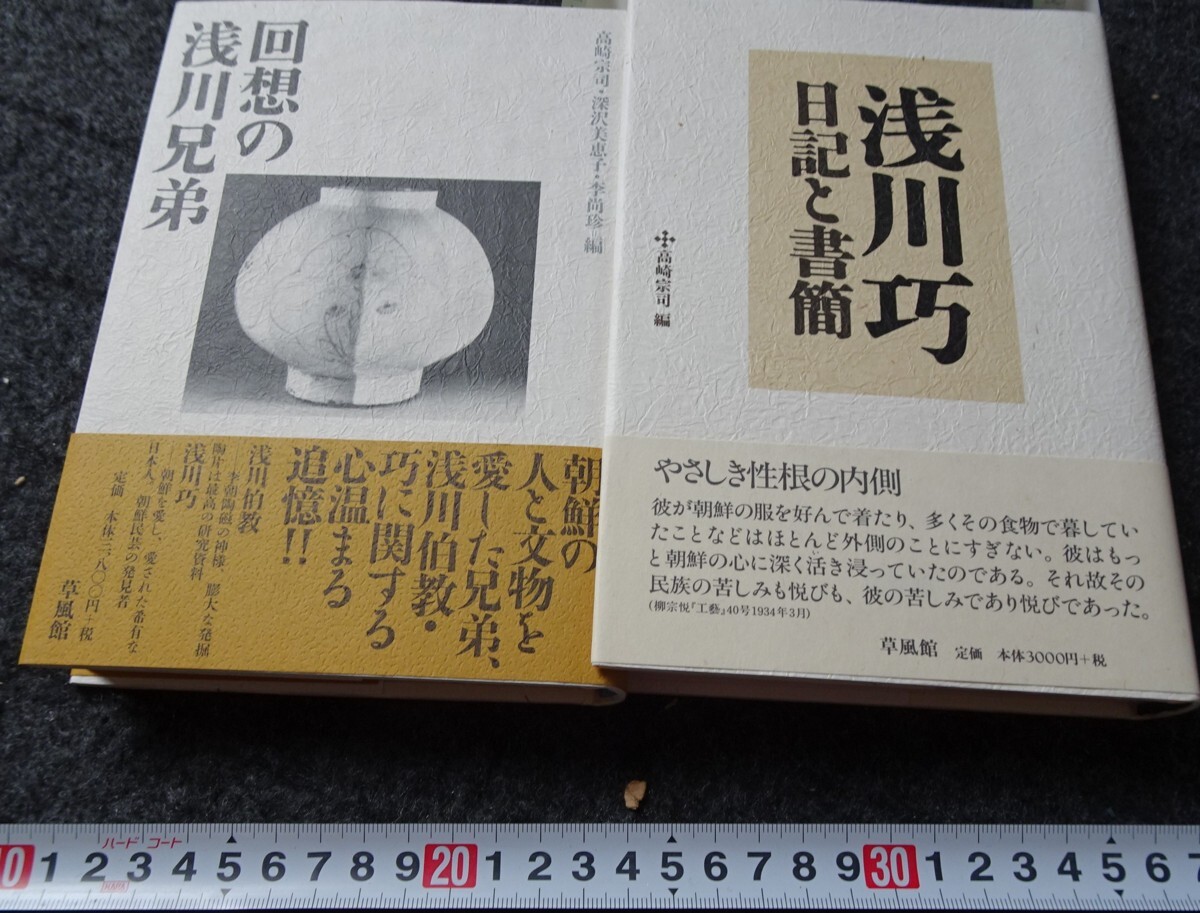 回想の
浅川兄弟
高崎宗司・深沢美恵子・李尚珍 編
朝鮮の
人と文物を
愛した兄弟、
浅川伯教・
巧に関する
心温まる
追憶!!
浅川伯教
李朝陶磁の神様 膨大な発掘
陶片は最高の研究資料
浅川巧
朝鮮を愛し、愛された希有な
日本人。朝鮮民芸の発見者
定価 本体二、八〇〇円+税
草風館
浅川巧
日記と書簡
高崎宗司 編
やさしき性根の内側
彼が朝鮮の服を好んで着たり、多くその食物で暮してい
たことなどはほとんど外側のことにすぎない。彼はもっ
と朝鮮の心に深く活き浸っていたのである。それ故その
民族の苦しみも悦びも、彼の苦しみであり悦びであった。
(柳宗悦『工藝』40号1934年3月)
草風館 定価 本体3000円+税
ハード コート
10 1 2 3 4 5 6 7 8 9 20 1 2 3 4 5 6 7 8 9 30 1 2 3 4 5 6 7